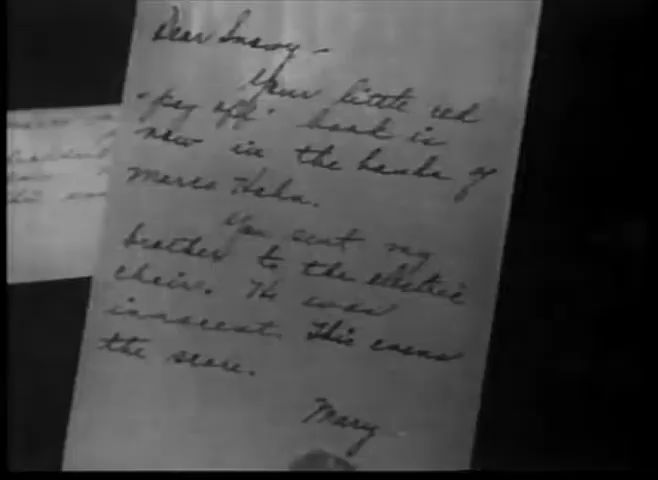 Dear
Your little red
"pay off" book is
now in the hands of
Marco Hahn.
You sent my
brother to the electric
chair. He was
innocent. This evens
the score.
Mary